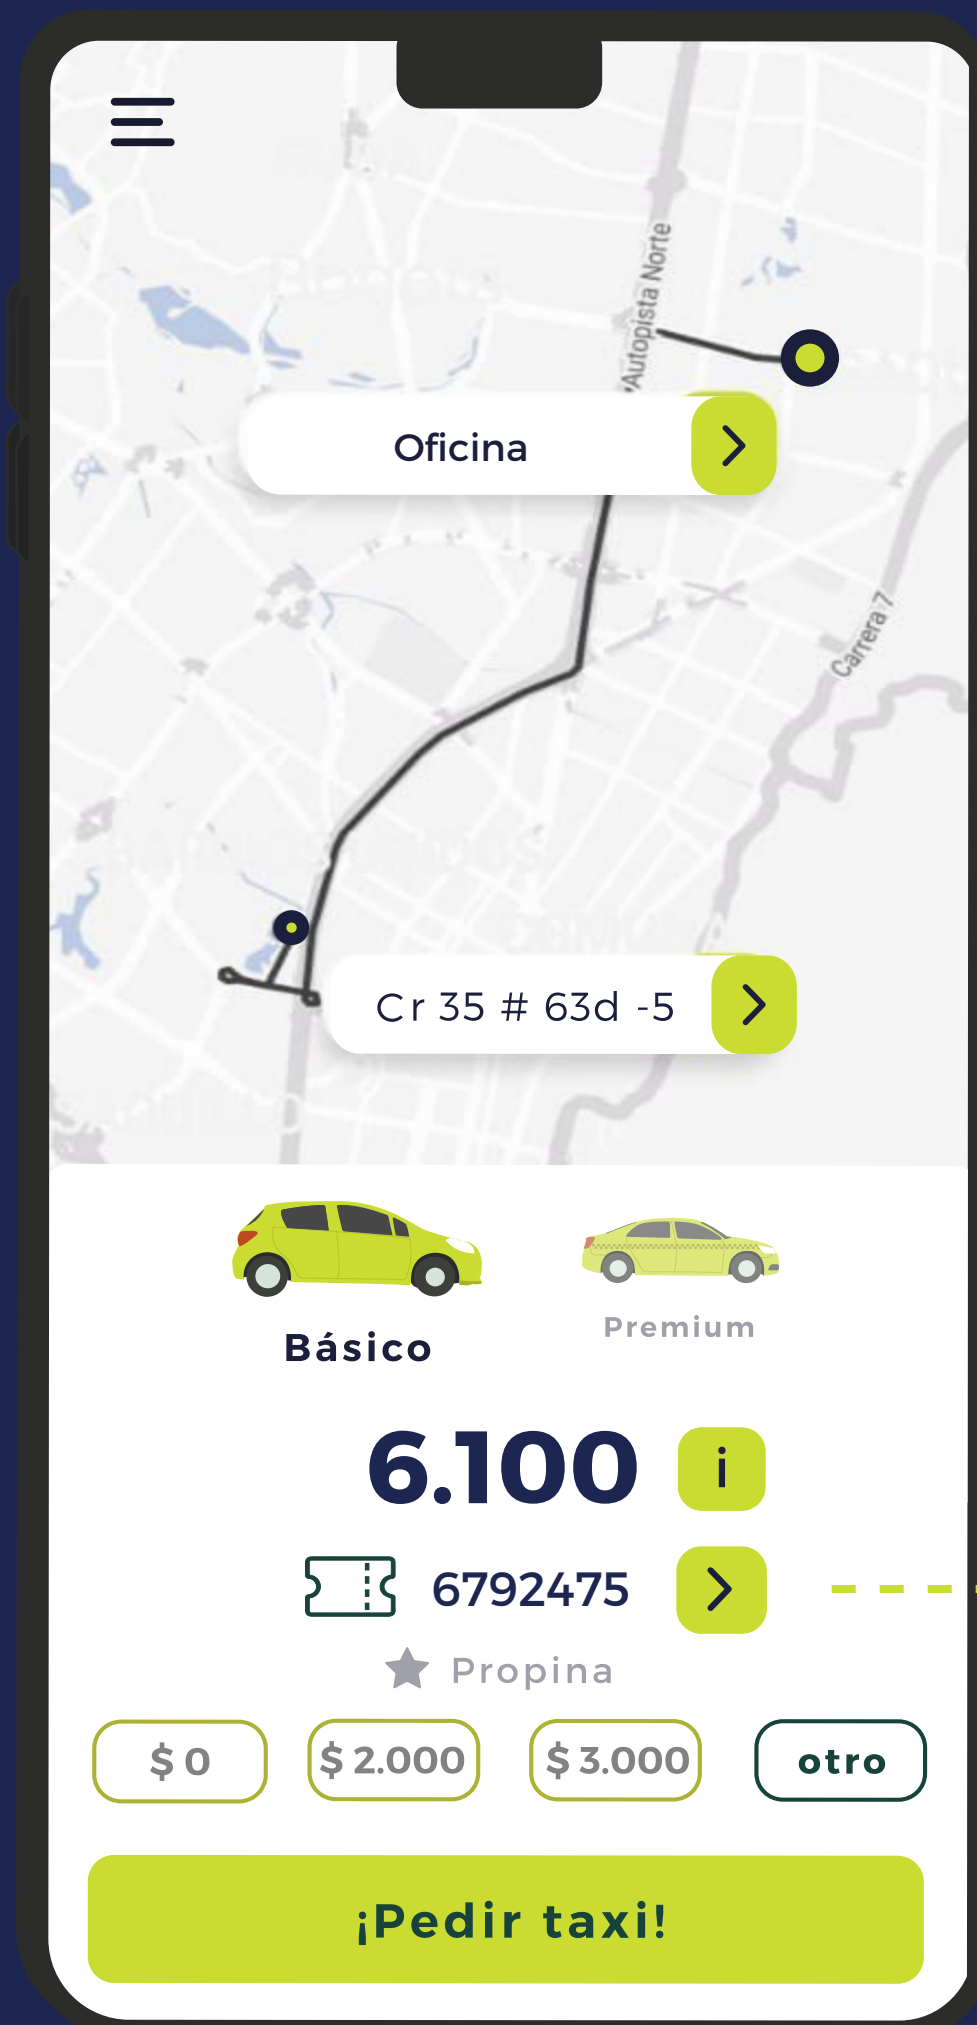 Autopista Norte
Oficina
Carrera 7
Cr 35 # 63d -5
Básico
Premium
6.100
i
6792475
Propina
$ 0
$ 2.000
$ 3.000
otro
¡Pedir taxi!